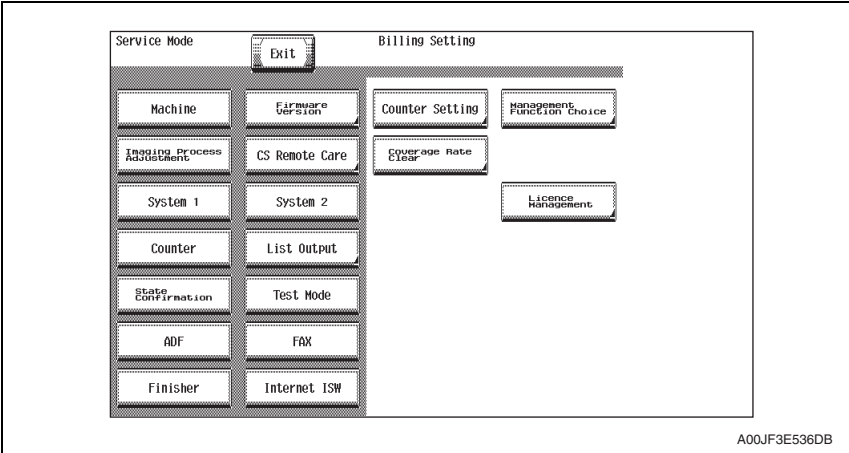 Service Mode
Exit
Billing Setting
Machine
Firmware
Version
Counter Setting
Management
Function Choice
Imaging Process
Adjustment
CS Remote Care
Coverage Rate
Clear
System 1
System 2
Licence
Management
Counter
List Output
State
Confirmation
Test Mode
ADF
FAX
Finisher
Internet ISW
A00JF3E536DB